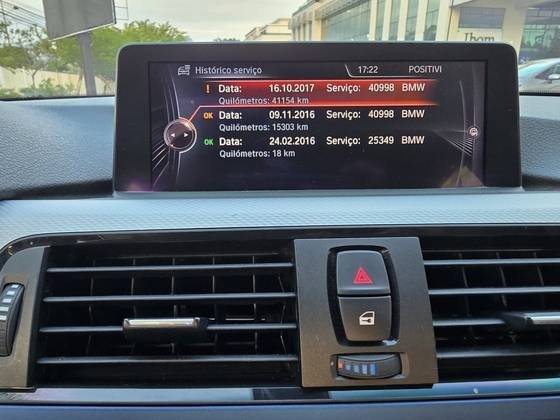 Histórico serviço 17:22 POSITIVI
! Data: 16.10.2017 Serviço: 40998 BMW
Quilómetros: 41154 km
OK Data: 09.11.2016 Serviço: 40998 BMW
Quilómetros: 15303 km
OK Data: 24.02.2016 Serviço: 25349 BMW
Quilómetros: 18 km